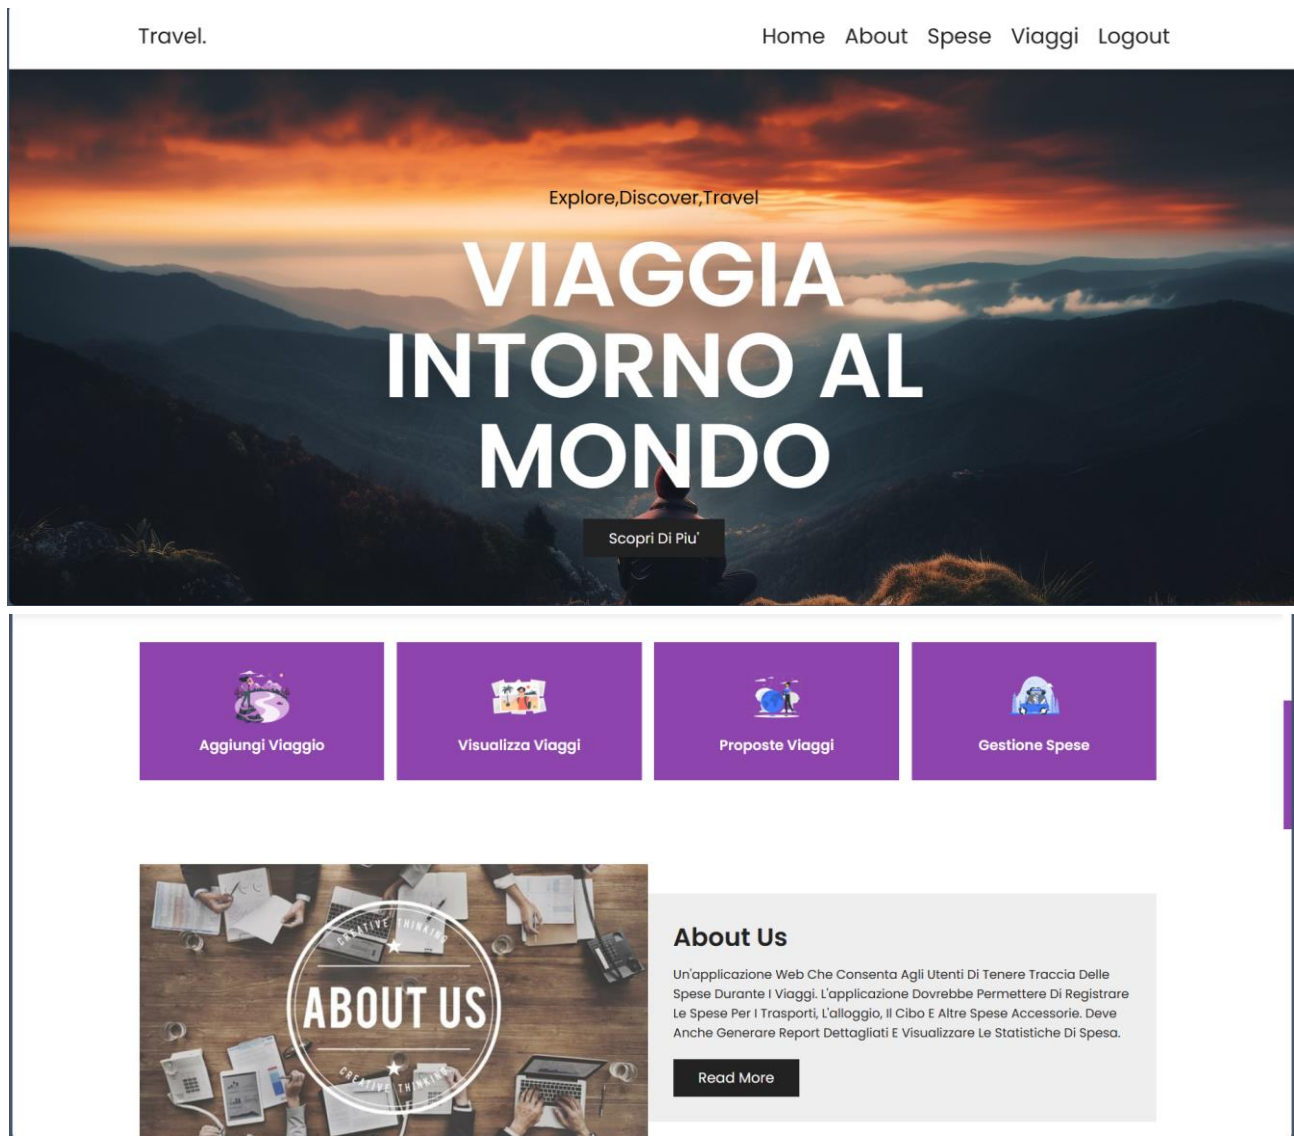 Travel.
Home About Spese Viaggi Logout
Explore,Discover,Travel
VIAGGIA
INTORNO AL
MONDO
Scopri Di Piu'
Aggiungi Viaggio
Visualizza Viaggi
Proposte Viaggi
Gestione Spese
CREATIVE THINKING
ABOUT US
CREATIVE THINKING
About Us
Un'applicazione Web Che Consenta Agli Utenti Di Tenere Traccia Delle
Spese Durante I Viaggi. L'applicazione Dovrebbe Permettere Di Registrare
Le Spese Per I Trasporti, L'alloggio, Il Cibo E Altre Spese Accessorie. Deve
Anche Generare Report Dettagliati E Visualizzare Le Statistiche Di Spesa.
Read More